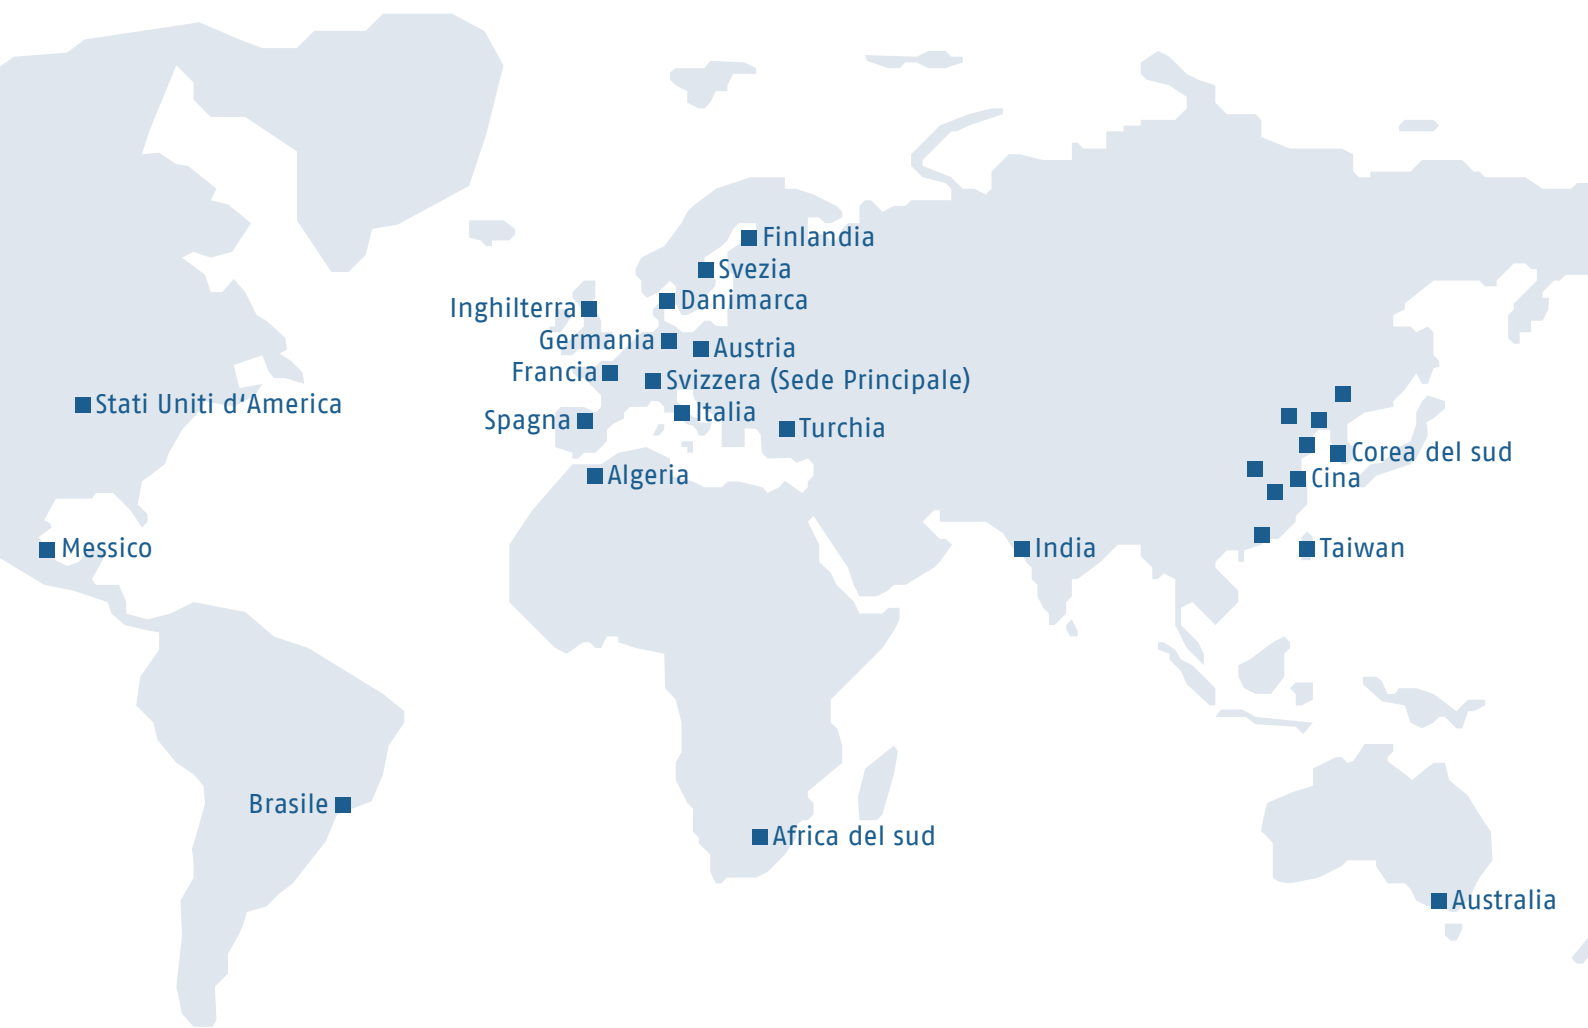 Finlandia
Svezia
Danimarca
Inghilterra
Germania
Austria
Francia
Svizzera (Sede Principale)
Stati Uniti d‘America
Italia
Spagna
Turchia
Corea del sud
Algeria
Cina
Messico
India
Taiwan
Brasile
Africa del sud
Australia